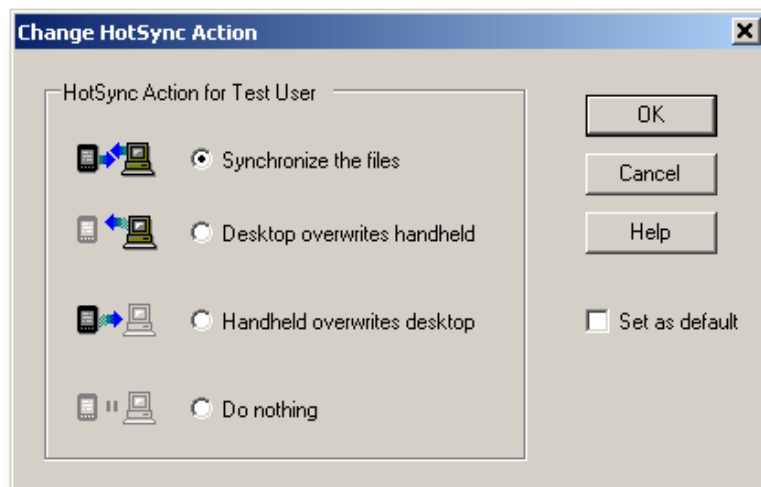 Change HotSync Action
HotSync Action for Test User
Synchronize the files
Desktop overwrites handheld
Handheld overwrites desktop
Do nothing
OK
Cancel
Help
Set as default